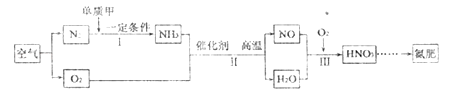 单质甲
N₂ 一定条件 NH₃ NO O₂
空气 I 催化剂 高温 HNO₃ 氮肥
O₂ II H₂O III